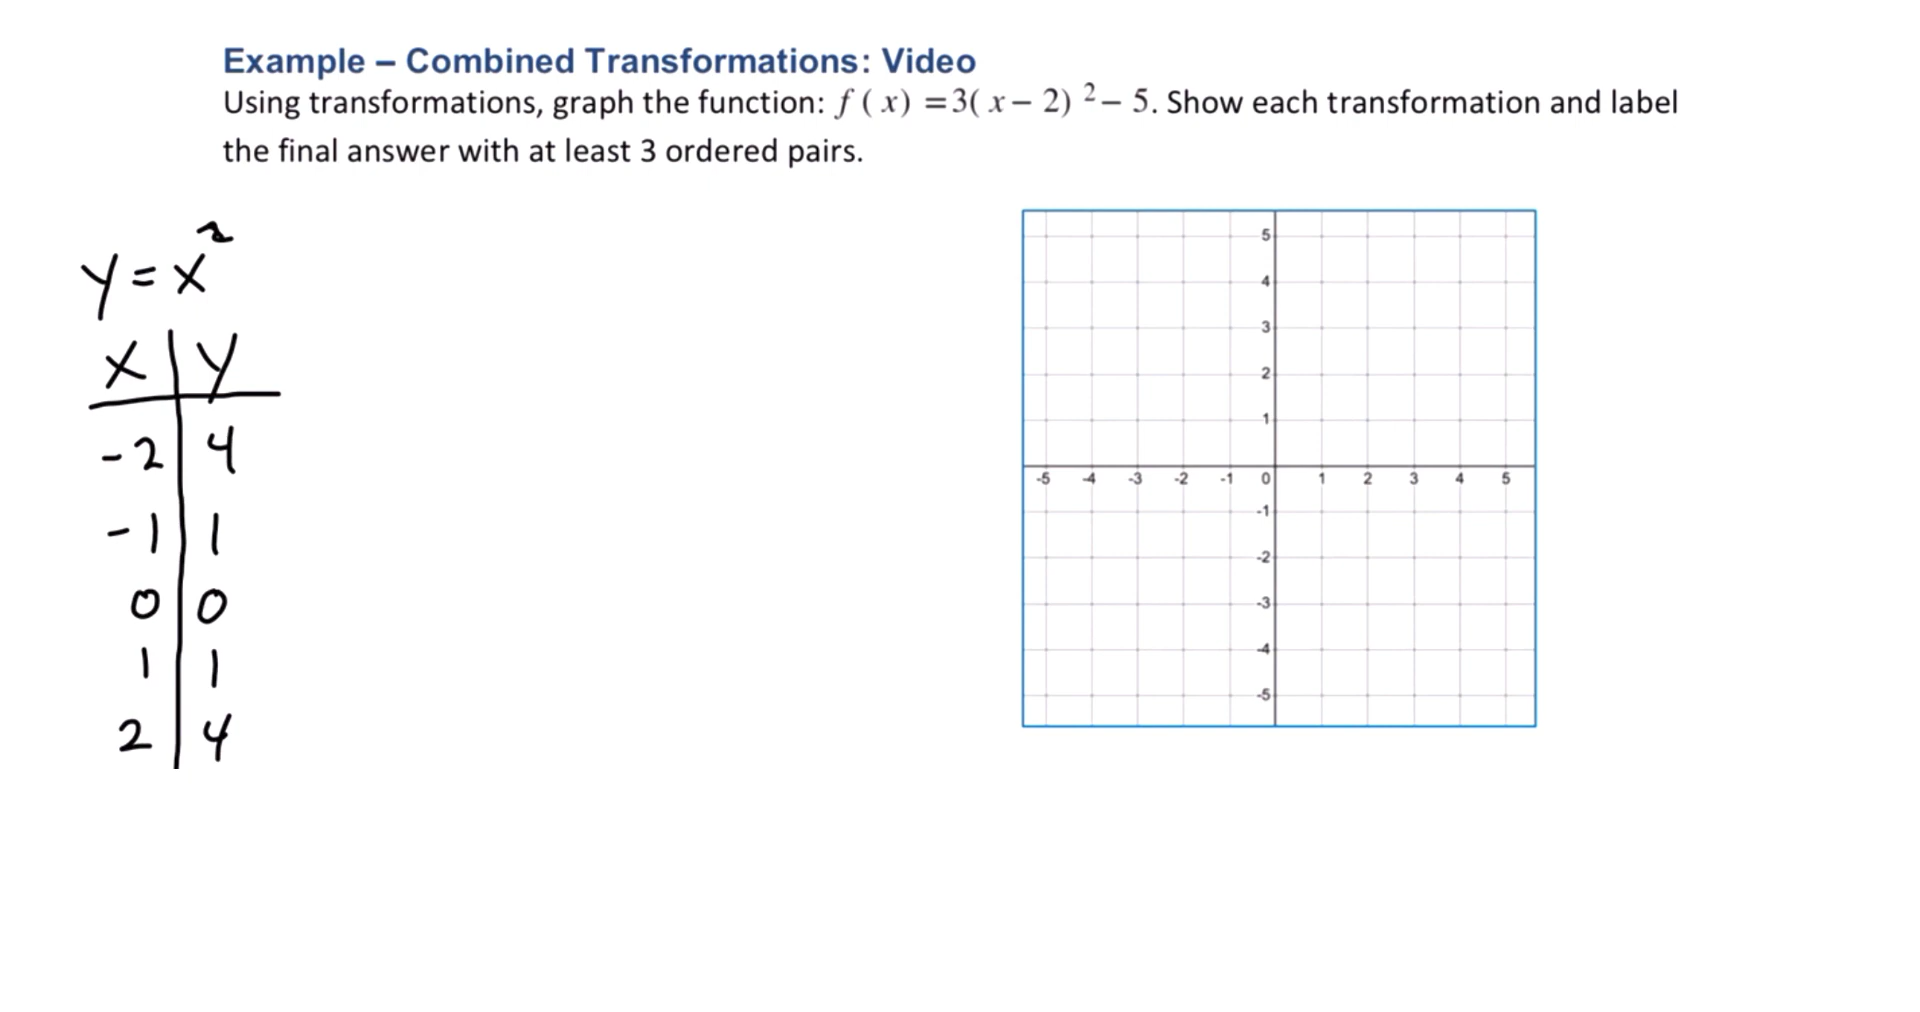 Example – Combined Transformations: Video
Using transformations, graph the function: f ( x) =3( x – 2) ² – 5. Show each transformation and label
the final answer with at least 3 ordered pairs.
y = x²
x y
-2 4
-1 1
0 0
1 1
2 4
5
4
3
2
1
-5 -4 -3 -2 -1 0 1 2 3 4 5
-1
-2
-3
-4
-5